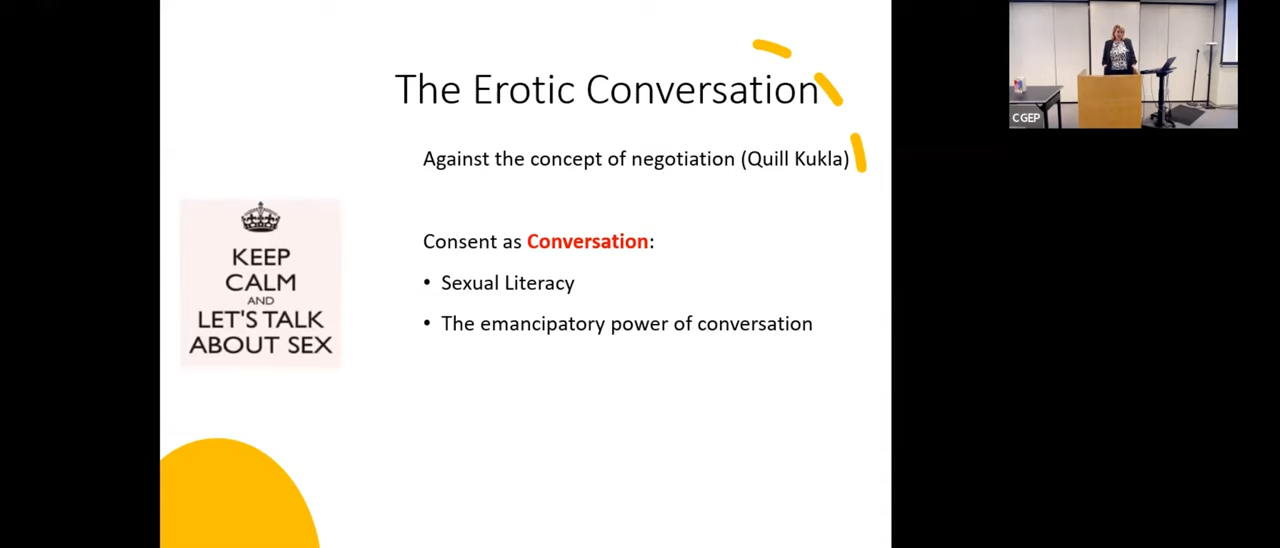 The Erotic Conversation
Against the concept of negotiation (Quill Kukla)
Consent as Conversation:
• Sexual Literacy
• The emancipatory power of conversation
KEEP
CALM
AND
LET'S TALK
ABOUT SEX
CGEP